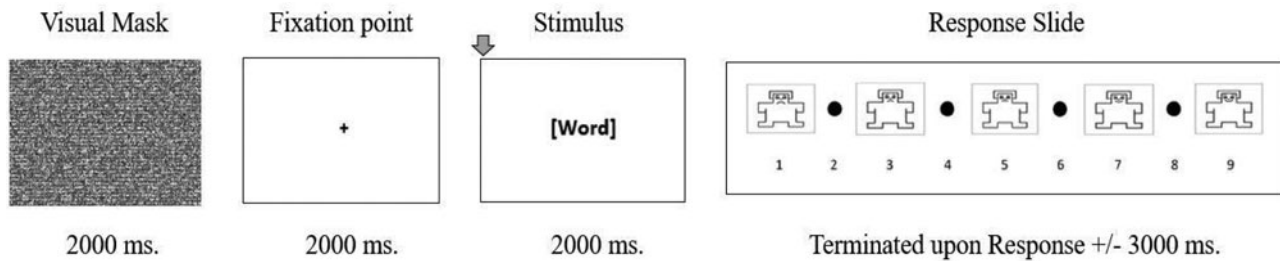 Visual Mask Fixation point Stimulus Response Slide
+
[Word]
1 2 3 4 5 6 7 8 9
2000 ms. 2000 ms. 2000 ms. Terminated upon Response +/- 3000 ms.